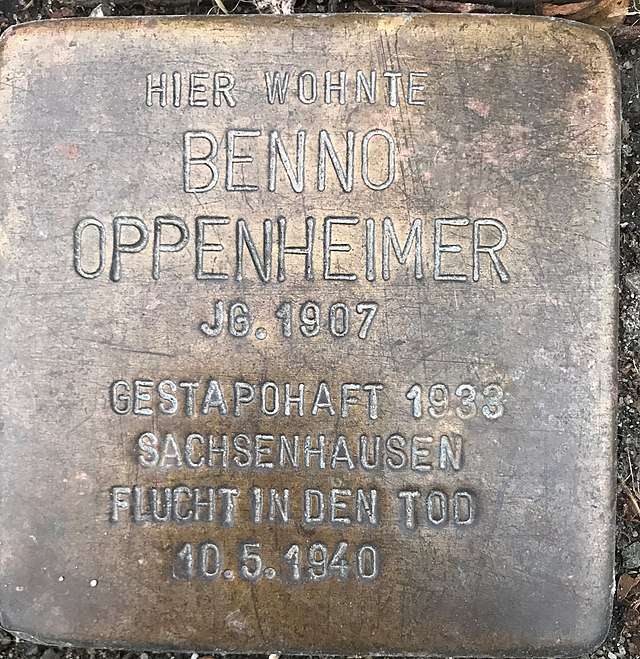 HIER WOHNTE
BENNO
OPPENHEIMER
JG. 1907
GESTAPOHAFT 1933
SACHSENHAUSEN
FLUCHT IN DEN TOD
10.5.1940